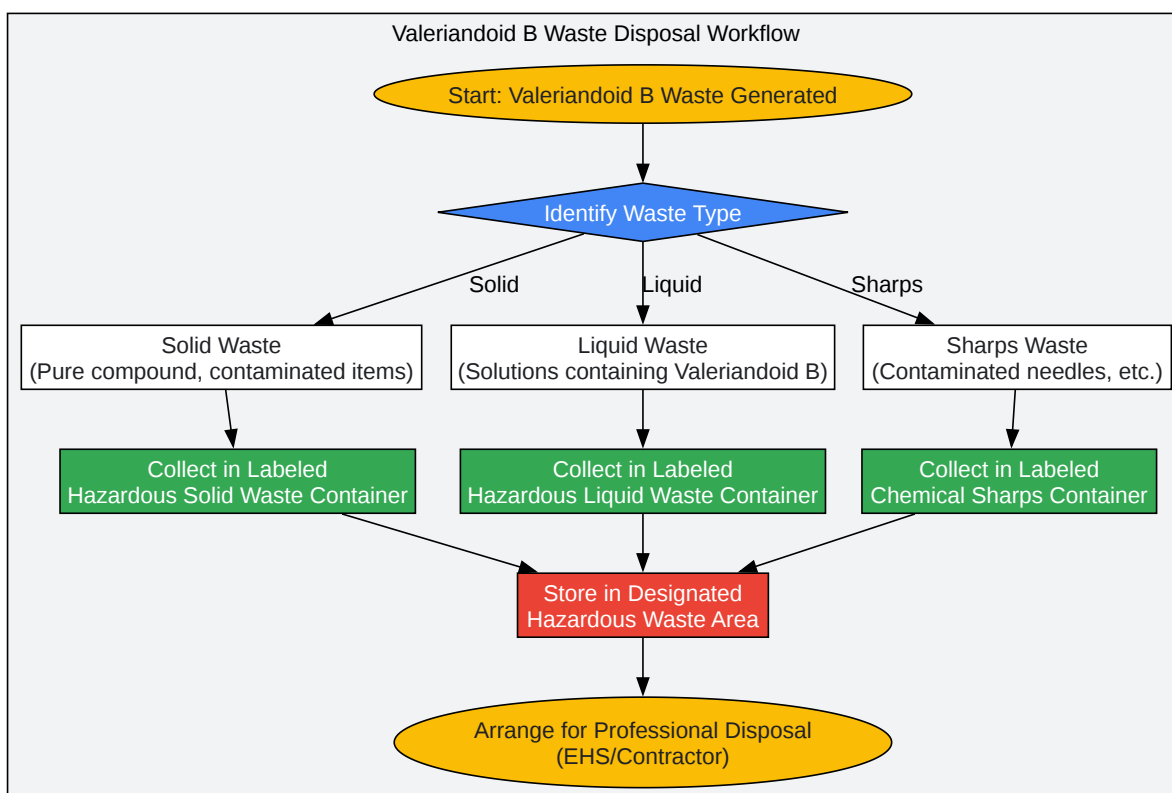 Valeriandoid B Waste Disposal Workflow
Start: Valeriandoid B Waste Generated
Identify Waste Type
Solid
Liquid
Sharps
Solid Waste
(Pure compound, contaminated items)
Liquid Waste
(Solutions containing Valeriandoid B)
Sharps Waste
(Contaminated needles, etc.)
Collect in Labeled
Hazardous Solid Waste Container
Collect in Labeled
Hazardous Liquid Waste Container
Collect in Labeled
Chemical Sharps Container
Store in Designated
Hazardous Waste Area
Arrange for Professional Disposal
(EHS/Contractor)